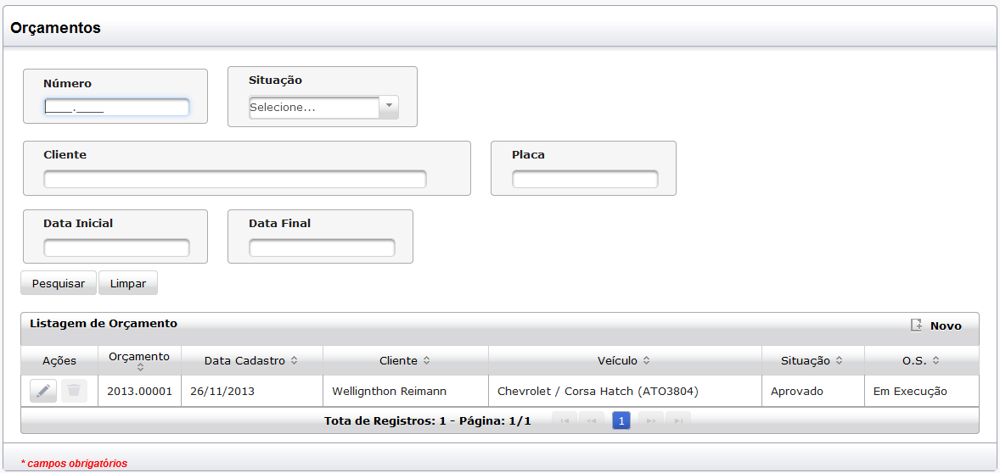 Orçamentos
Número
Situação
____.____
Selecione...
Cliente
Placa
Data Inicial
Data Final
Pesquisar
Limpar
Listagem de Orçamento
Novo
Ações Orçamento Data Cadastro Cliente Veículo Situação O.S.
2013.00001 26/11/2013 Wellignthon Reimann Chevrolet / Corsa Hatch (ATO3804) Aprovado Em Execução
Tota de Registros: 1 - Página: 1/1 1
* campos obrigatórios